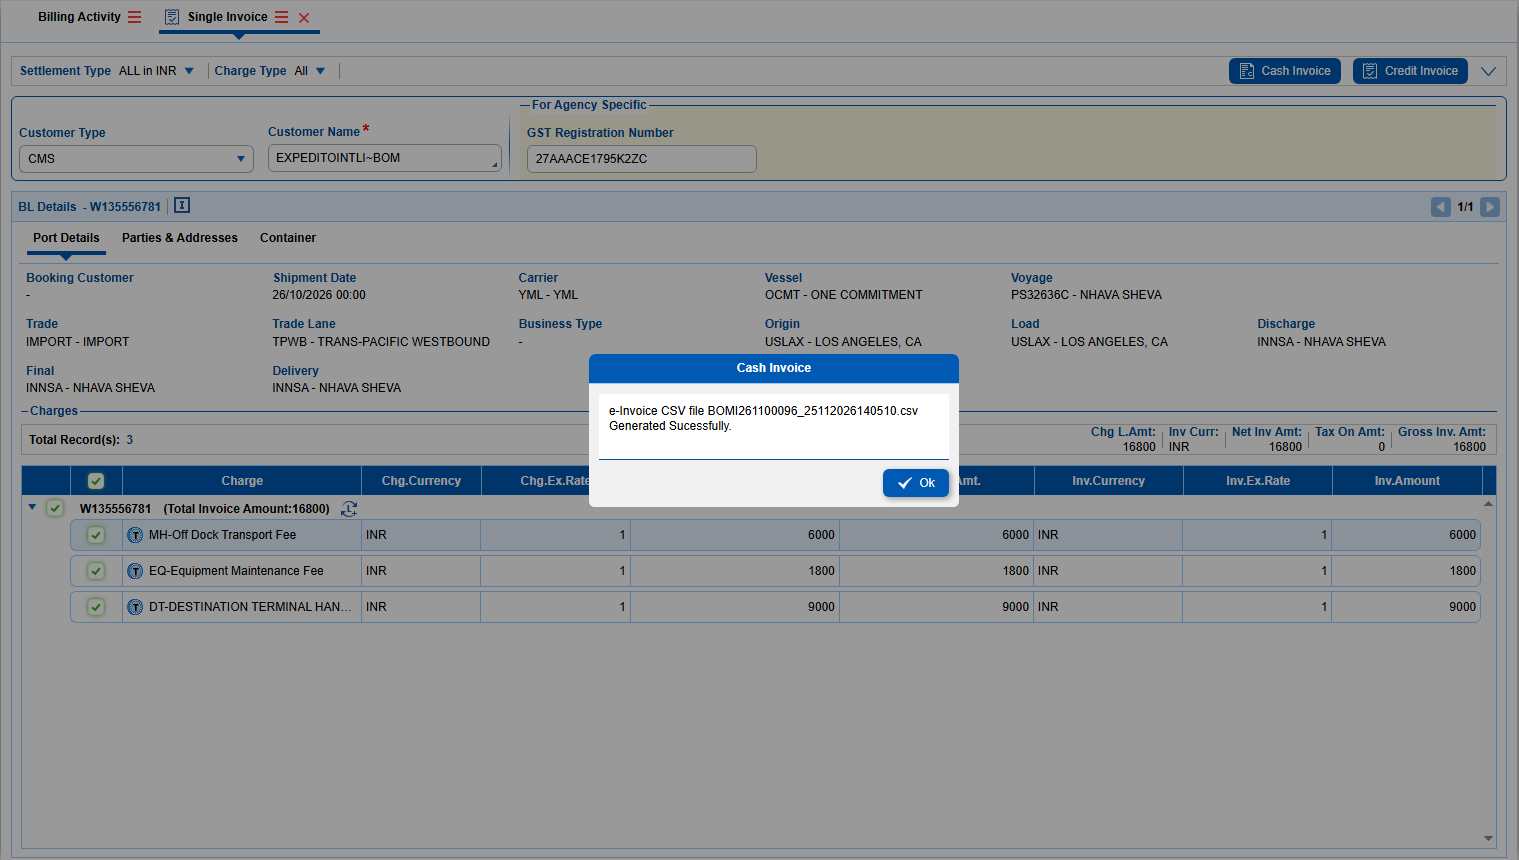 Billing Activity
Single Invoice
Settlement Type ALL in INR Charge Type All Cash Invoice Credit Invoice
For Agency Specific
Customer Type Customer Name * GST Registration Number
CMS EXPEDITOINTLI~BOM 27AAACE1795K2ZC
BL Details - W135556781 1/1
Port Details Parties & Addresses Container
Booking Customer Shipment Date Carrier Vessel Voyage
- 26/10/2026 00:00 YML - YML OCMT - ONE COMMITMENT PS32636C - NHAVA SHEVA
Trade Trade Lane Business Type Origin Load Discharge
IMPORT - IMPORT TPWB - TRANS-PACIFIC WESTBOUND - USLAX - LOS ANGELES, CA USLAX - LOS ANGELES, CA INNSA - NHAVA SHEVA
Final Delivery
INNSA - NHAVA SHEVA INNSA - NHAVA SHEVA
Cash Invoice
e-Invoice CSV file BOMI261100096_25112026140510.csv
Generated Sucessfully.
Ok
Charges
Total Record(s): 3
Chg L.Amt: Inv Curr: Net Inv Amt: Tax On Amt: Gross Inv. Amt:
16800 INR 16800 0 16800
Charge Chg.Currency Chg.Ex.Rate Amt. Inv.Currency Inv.Ex.Rate Inv.Amount
W135556781 (Total Invoice Amount:16800)
MH-Off Dock Transport Fee INR 1 6000 6000 INR 1 6000
EQ-Equipment Maintenance Fee INR 1 1800 1800 INR 1 1800
DT-DESTINATION TERMINAL HAN... INR 1 9000 9000 INR 1 9000